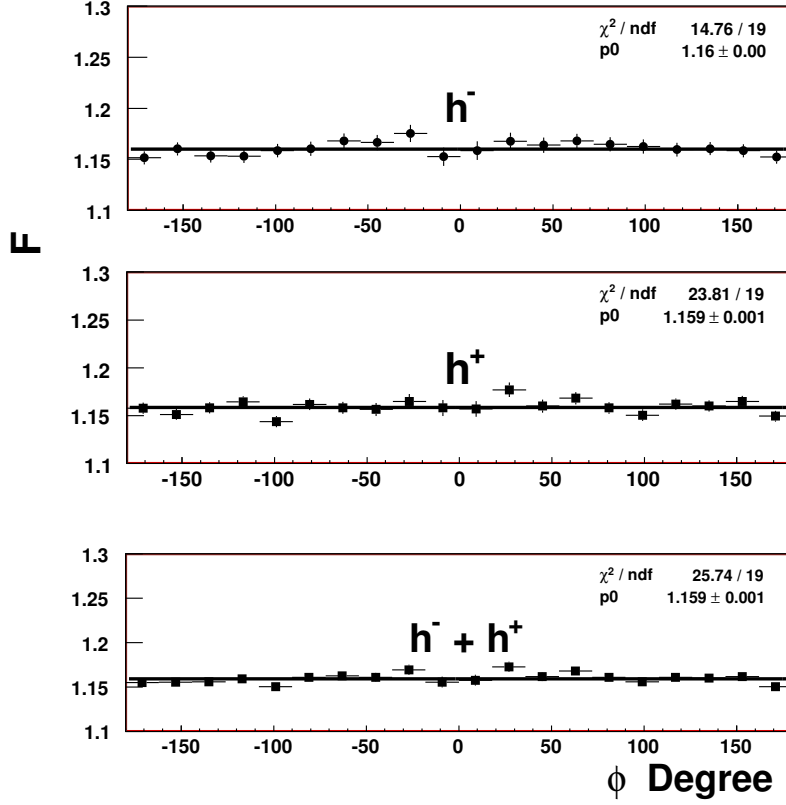 1.3
1.25
1.2
1.15
1.1
χ² / ndf 14.76 / 19
p0 1.16 ± 0.00
h⁻
-150 -100 -50 0 50 100 150
F
1.3
1.25
1.2
1.15
1.1
χ² / ndf 23.81 / 19
p0 1.159 ± 0.001
h⁺
-150 -100 -50 0 50 100 150
1.3
1.25
1.2
1.15
1.1
χ² / ndf 25.74 / 19
p0 1.159 ± 0.001
h⁻ + h⁺
-150 -100 -50 0 50 100 150
ϕ Degree